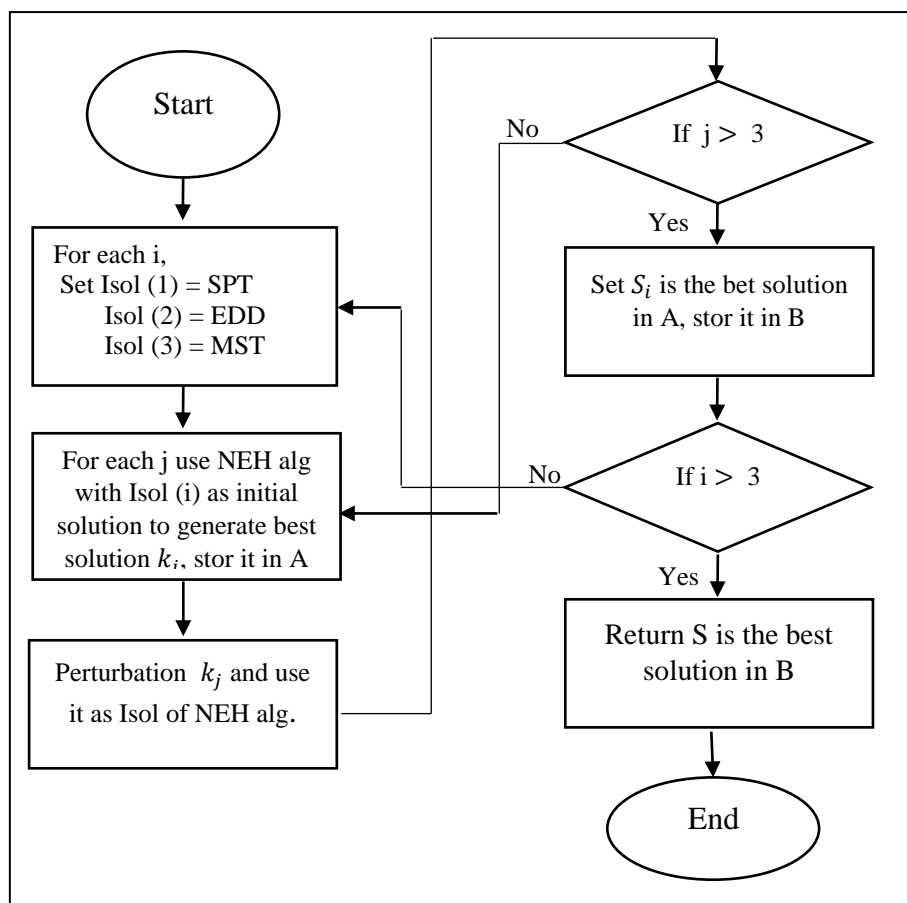 Start
For each i,
Set Isol (1) = SPT
Isol (2) = EDD
Isol (3) = MST
For each j use NEH alg
with Isol (i) as initial
solution to generate best
solution k_j, stor it in A
Perturbation k_j and use
it as Isol of NEH alg.
If j > 3
No
Yes
Set S_i is the bet solution
in A, stor it in B
If i > 3
No
Yes
Return S is the best
solution in B
End